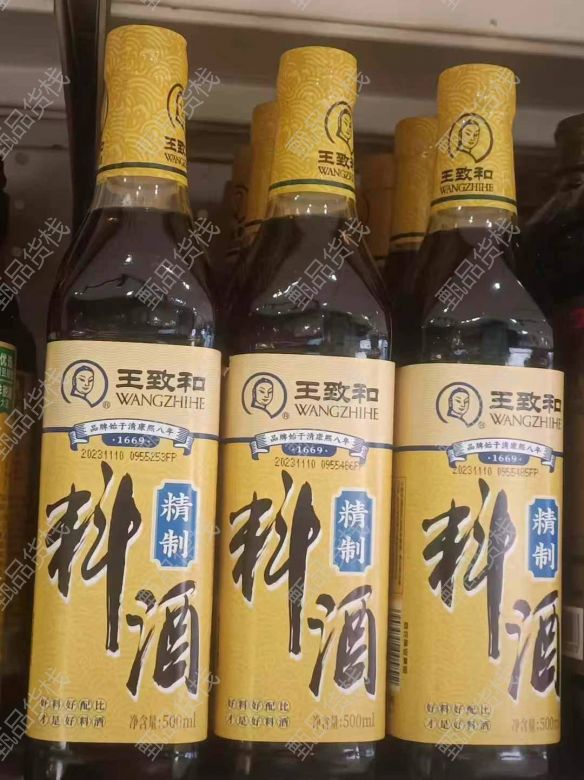 王致和
WANGZHIHE
王致和
WANGZHIHE
王致和
WANGZHIHE
王致和
WANGZHIHE
品牌始于清康熙八年
·1669·
20231110 0955253FP
精制
料酒
好料好配比
才是好料酒
净含量:500ml
王致和
WANGZHIHE
品牌始于清康熙八年
·1669·
20231110 0955486FP
精制
料酒
好料好配比
才是好料酒
净含量:500ml
王致和
WANGZHIHE
品牌始于清康熙八年
·1669·
20231110 0955485FP
精制
料酒
好料好配比
才是好料酒
净含量:500ml
甄品货栈